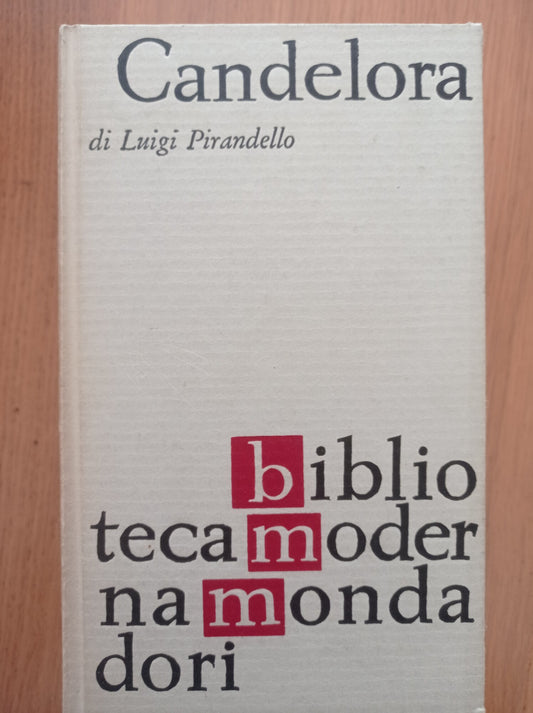 Candelora
di Luigi Pirandello
biblio
tecamoder
namonda
dori